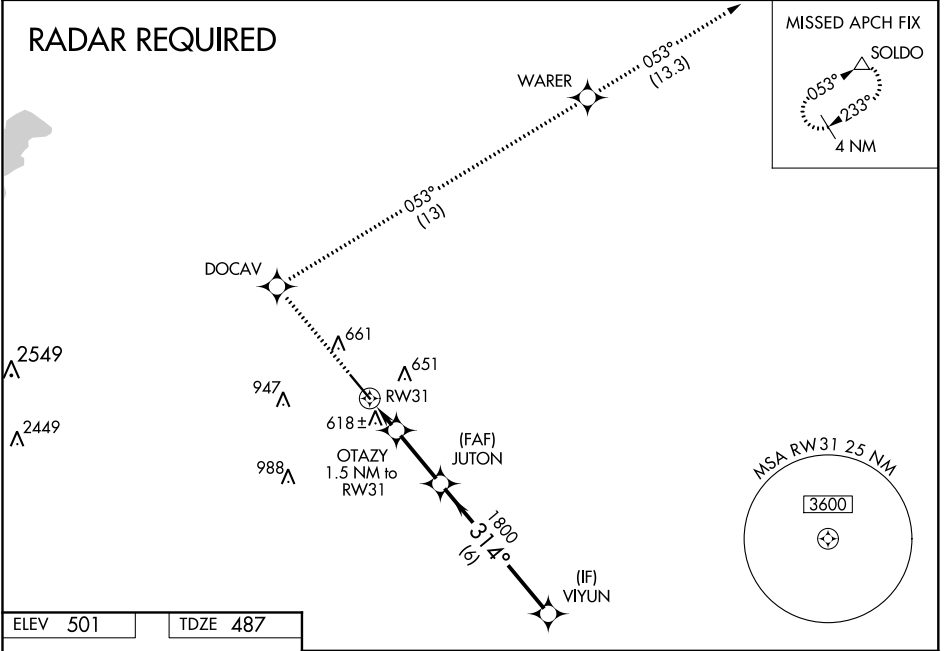 RADAR REQUIRED
MISSED APCH FIX
SOLDO
053°
233°
4 NM
053°
(13.3)
WARER
053°
(13)
DOCAV
661
651
2549
947
RW31
2449
618±
(FAF)
JUTON
OTAZY
1.5 NM to
RW31
988
MSA RW31 25 NM
3600
1800
314°
(6)
(IF)
VIYUN
ELEV 501
TDZE 487